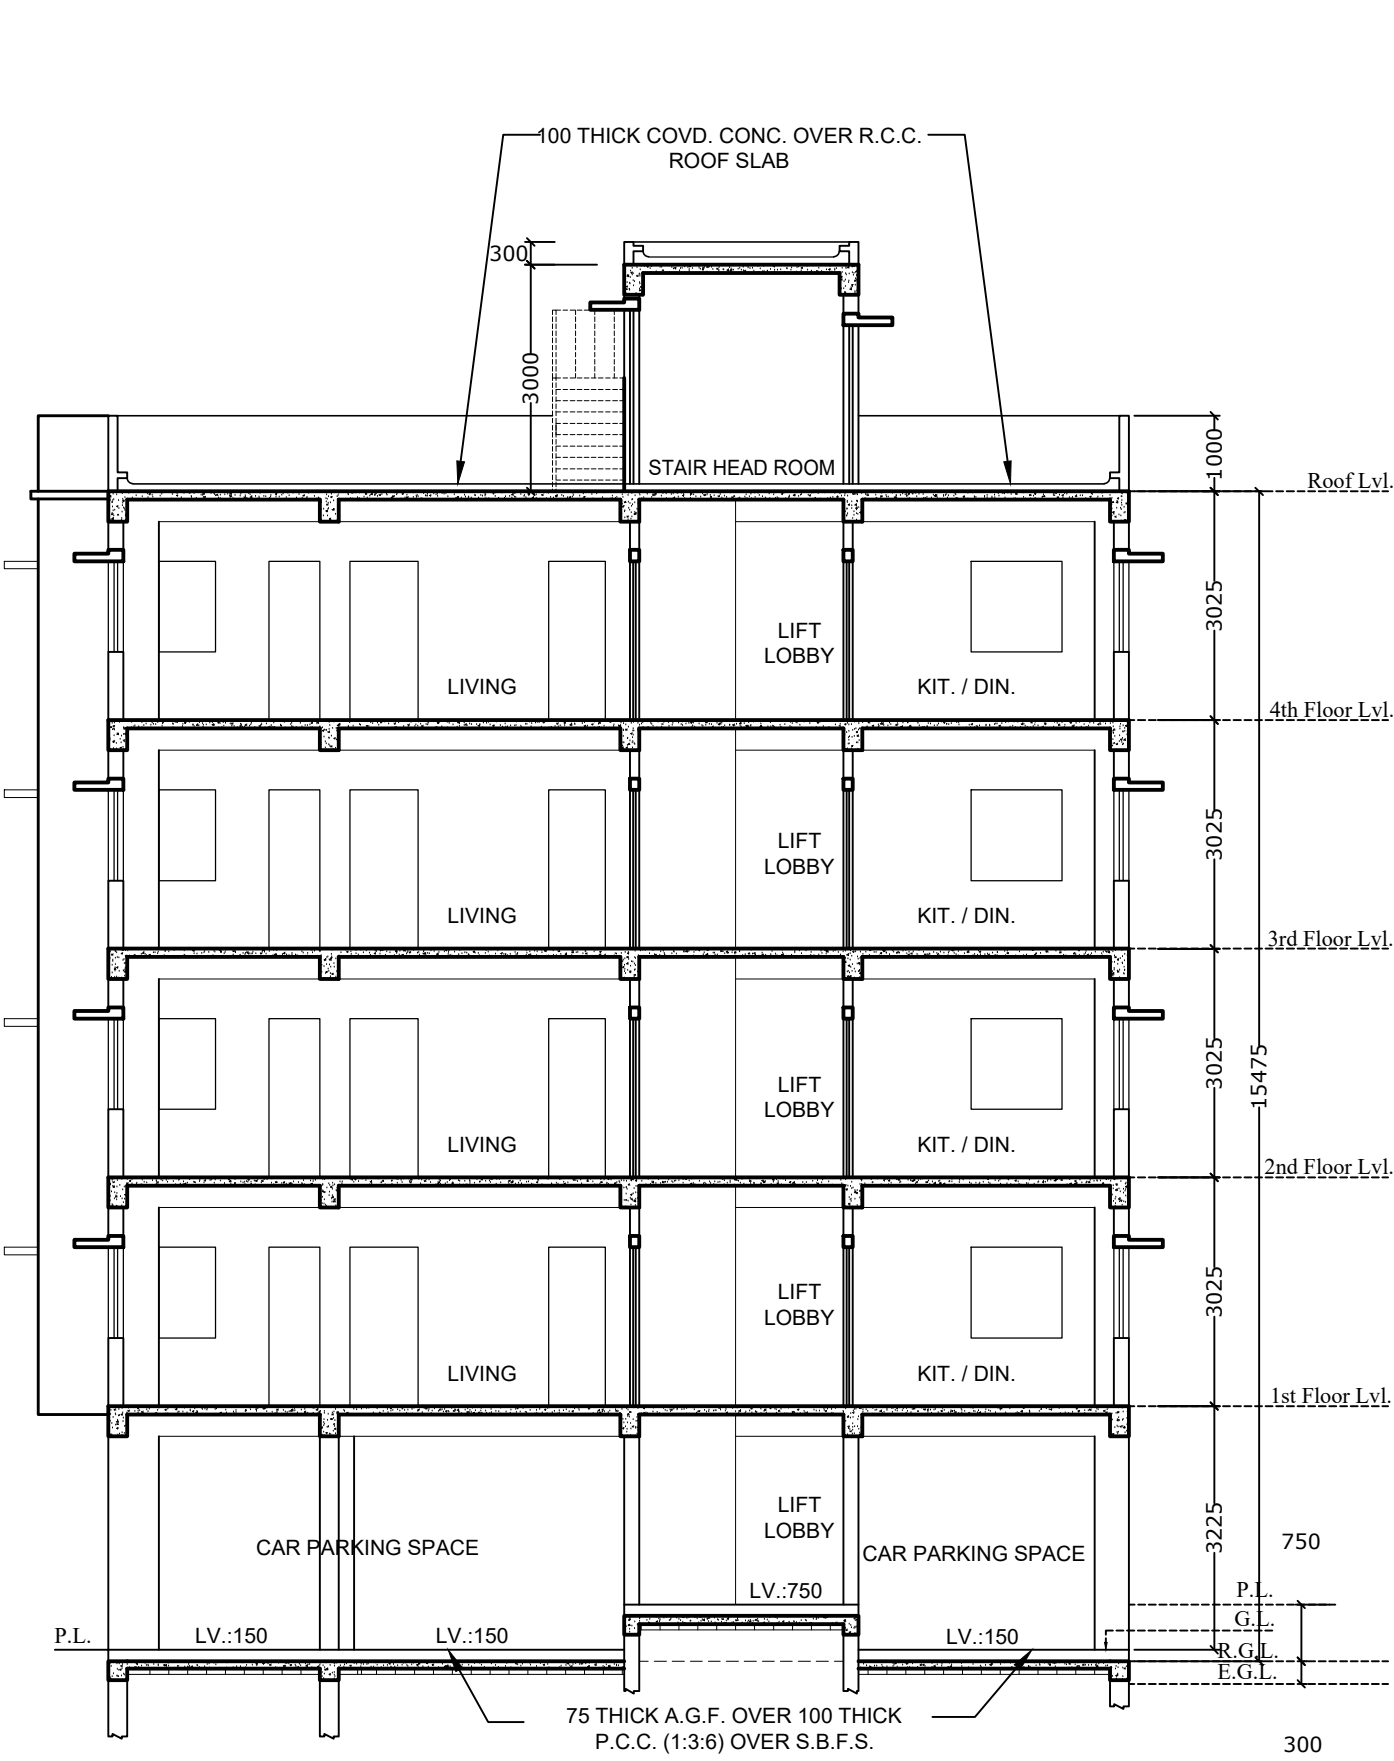 100 THICK COVD. CONC. OVER R.C.C.
ROOF SLAB
300
3000
STAIR HEAD ROOM
1000
Roof Lvl.
3025
LIFT
LOBBY
LIVING
KIT. / DIN.
4th Floor Lvl.
3025
LIFT
LOBBY
LIVING
KIT. / DIN.
3rd Floor Lvl.
3025
15475
LIFT
LOBBY
LIVING
KIT. / DIN.
2nd Floor Lvl.
3025
LIFT
LOBBY
LIVING
KIT. / DIN.
1st Floor Lvl.
LIFT
LOBBY
3225
750
CAR PARKING SPACE
CAR PARKING SPACE
LV.:750
P.L.
G.L.
P.L.
LV.:150
LV.:150
LV.:150
R.G.L.
E.G.L.
75 THICK A.G.F. OVER 100 THICK
P.C.C. (1:3:6) OVER S.B.F.S.
300